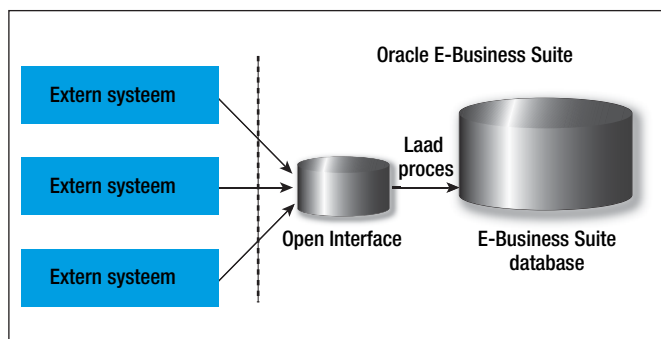 Oracle E-Business Suite
Extern systeem
Extern systeem
Extern systeem
Open Interface
Laad
proces
E-Business Suite
database